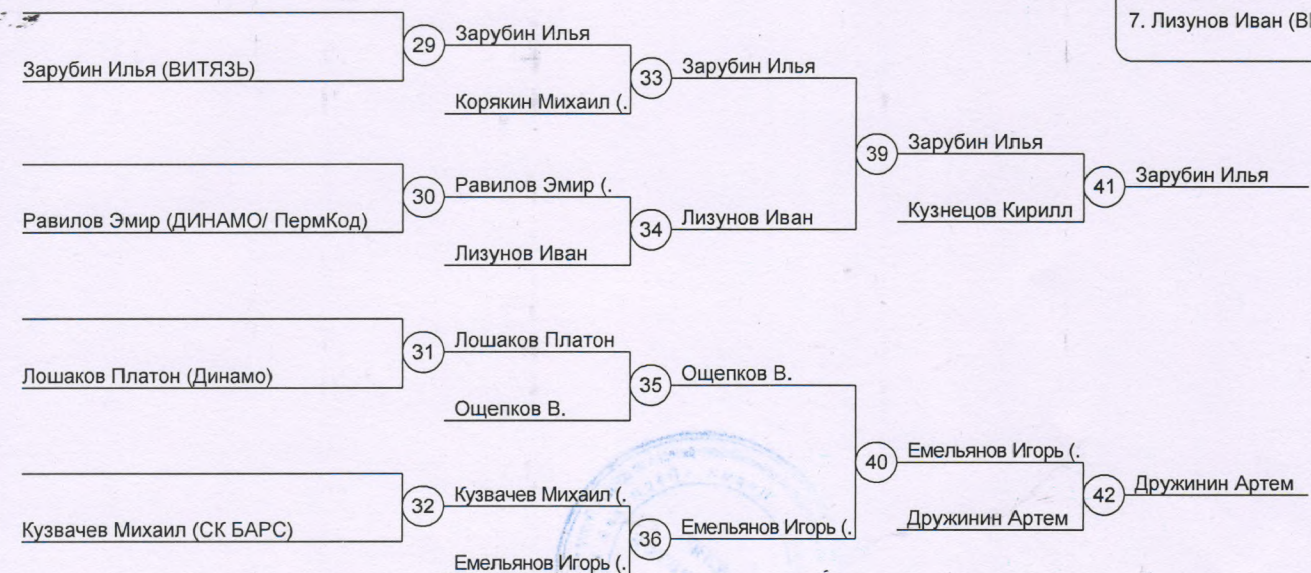 7. Лизунов Иван (В
29
Зарубин Илья
Зарубин Илья (ВИТЯЗЬ)
33
Зарубин Илья
Корякин Михаил (.
39
Зарубин Илья
30
Равилов Эмир (.
41
Зарубин Илья
Равилов Эмир (ДИНАМО/ ПермКод)
34
Лизунов Иван
Кузнецов Кирилл
Лизунов Иван
31
Лошаков Платон
Лошаков Платон (Динамо)
35
Ощепков В.
Ощепков В.
40
Емельянов Игорь (.
32
Кузвачев Михаил (.
42
Дружинин Артем
Кузвачев Михаил (СК БАРС)
36
Емельянов Игорь (.
Дружинин Артем
Емельянов Игорь (.